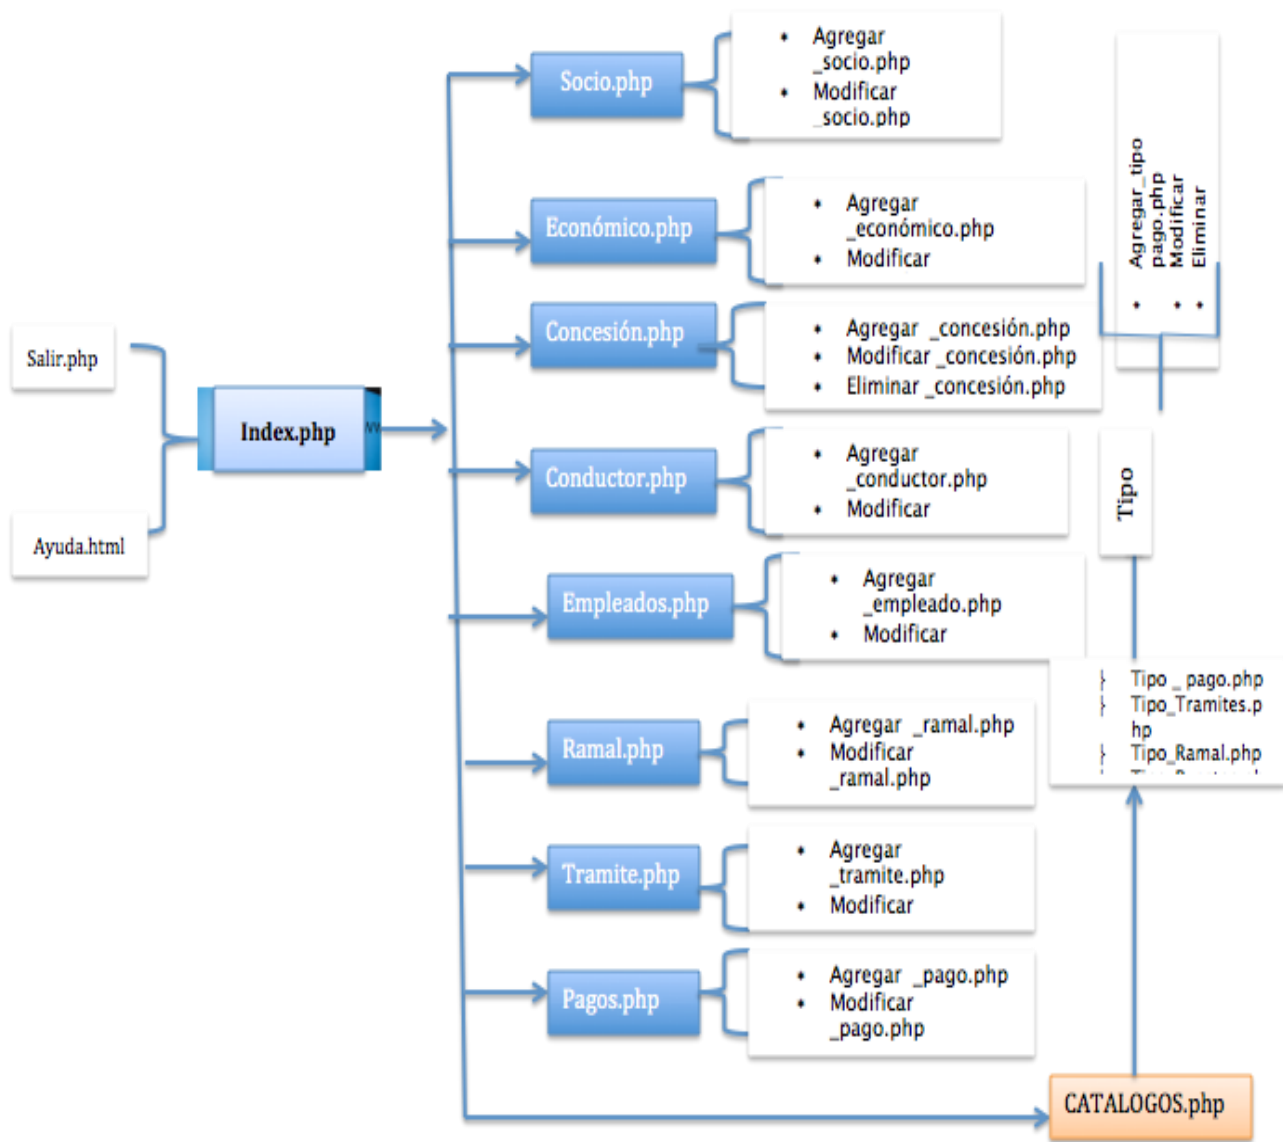 Salir.php
Index.php
Ayuda.html
Socio.php
Agregar
_socio.php
Modificar
_socio.php
Económico.php
Agregar
_económico.php
Modificar
Concesión.php
Agregar _concesión.php
Modificar _concesión.php
Eliminar _concesión.php
Conductor.php
Agregar
_conductor.php
Modificar
Empleados.php
Agregar
_empleado.php
Modificar
Ramal.php
Agregar _ramal.php
Modificar
_ramal.php
Tramite.php
Agregar
_tramite.php
Modificar
Pagos.php
Agregar _pago.php
Modificar
_pago.php
Agregar_tipo
pago.php
Modificar
Eliminar
Tipo
Tipo _ pago.php
Tipo_Tramites.p
hp
Tipo_Ramal.php
CATALOGOS.php